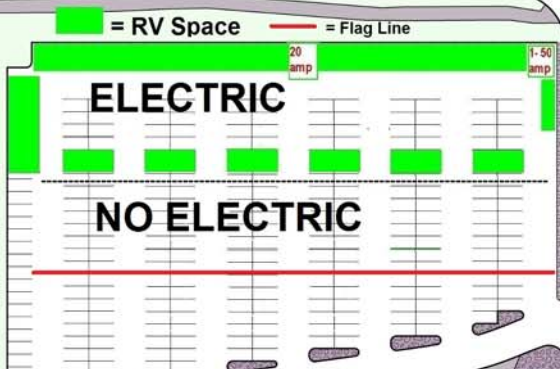 = RV Space
= Flag Line
20
amp
1-50
amp
ELECTRIC
NO ELECTRIC